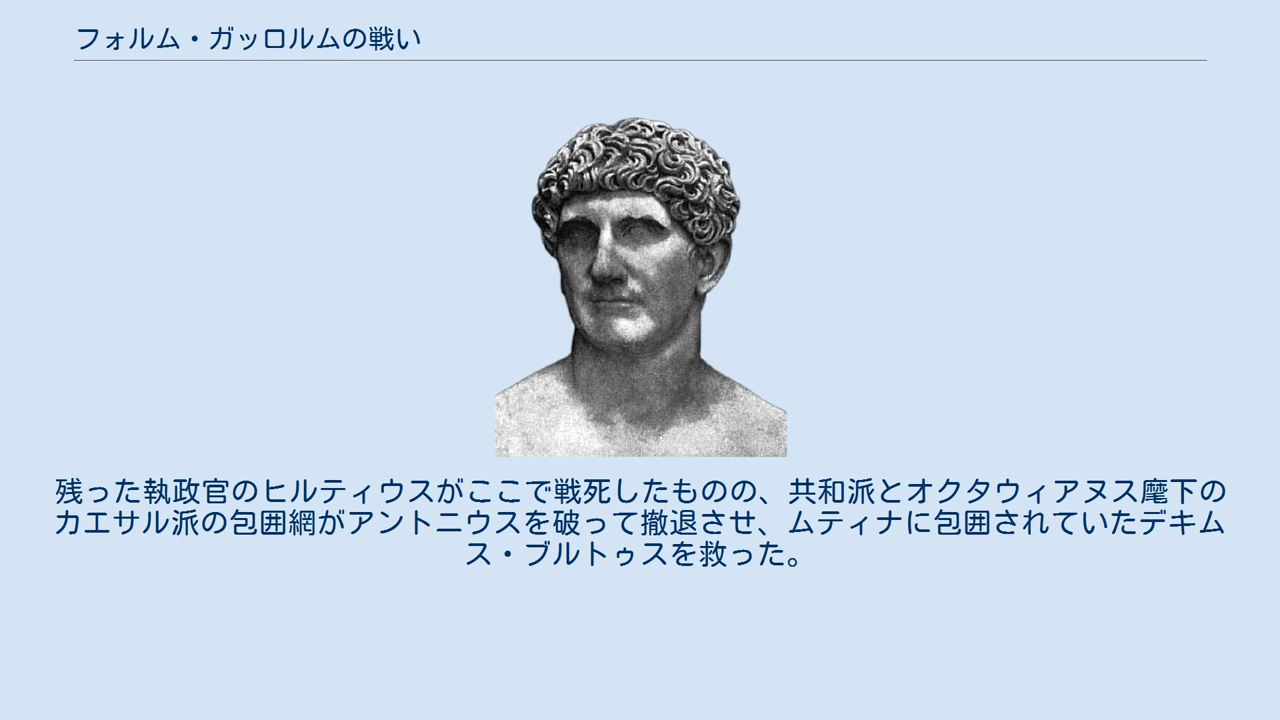 フォルム・ガッロルムの戦い
残った執政官のヒルティウスがここで戦死したものの、共和派とオクタウィアヌス麾下の
カエサル派の包囲網がアントニウスを破って撤退させ、ムティナに包囲されていたデキム
ス・ブルトゥスを救った。